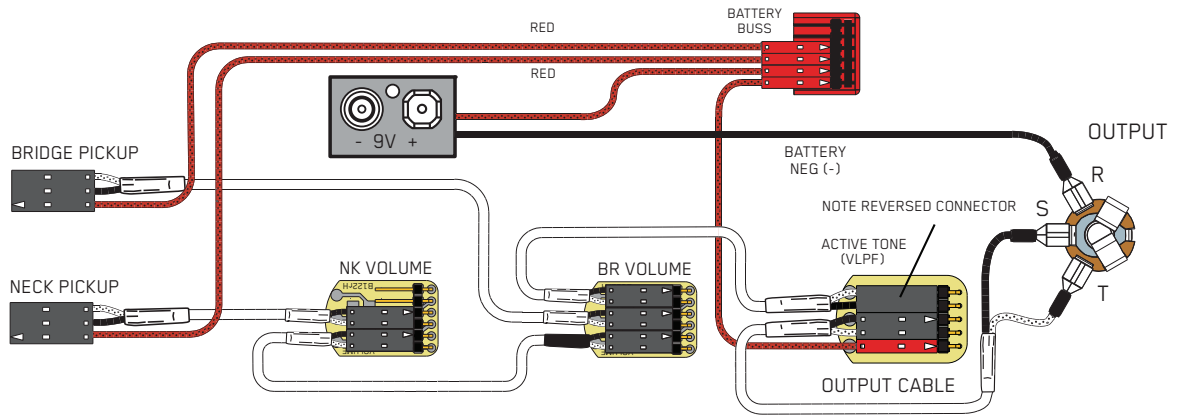 BATTERY
BUSS
RED
RED
- 9V +
BATTERY
NEG (-)
OUTPUT
R
S
T
BRIDGE PICKUP
NOTE REVERSED CONNECTOR
ACTIVE TONE
(VLPF)
NK VOLUME
BR VOLUME
NECK PICKUP
B122rH
OUTPUT CABLE